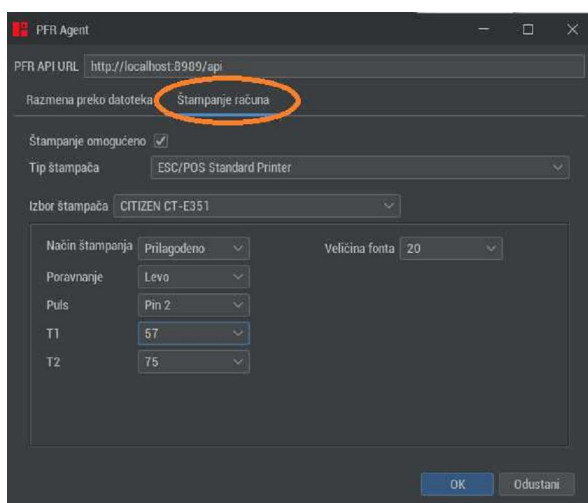 PFR Agent
PFR API URL http://localhost:8989/api
Razmena preko datoteka Štampanje računa
Štampanje omogućeno
Tip štampača ESC/POS Standard Printer
Izbor štampača CITIZEN CT-E351
Način štampanja Prilagođeno Veličina fonta 20
Poravnanje Levo
Puls Pin 2
T1 57
T2 75
OK Odustani